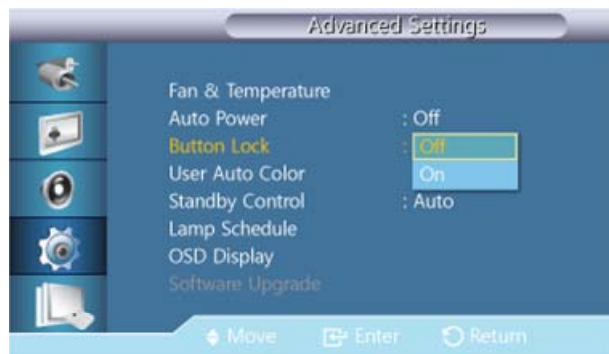 Advanced Settings
Fan & Temperature
Auto Power : Off
Button Lock : Off
On
User Auto Color
Standby Control : Auto
Lamp Schedule
OSD Display
Software Upgrade
Move Enter Return